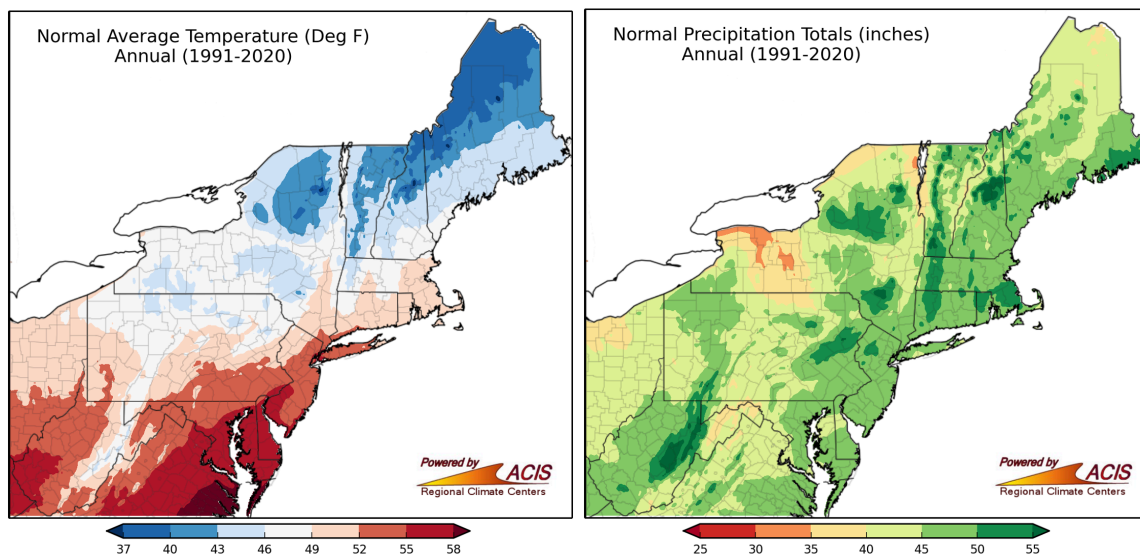 Normal Average Temperature (Deg F)
Annual (1991-2020)
Powered by
ACIS
Regional Climate Centers
37 40 43 46 49 52 55 58
Normal Precipitation Totals (inches)
Annual (1991-2020)
Powered by
ACIS
Regional Climate Centers
25 30 35 40 45 50 55